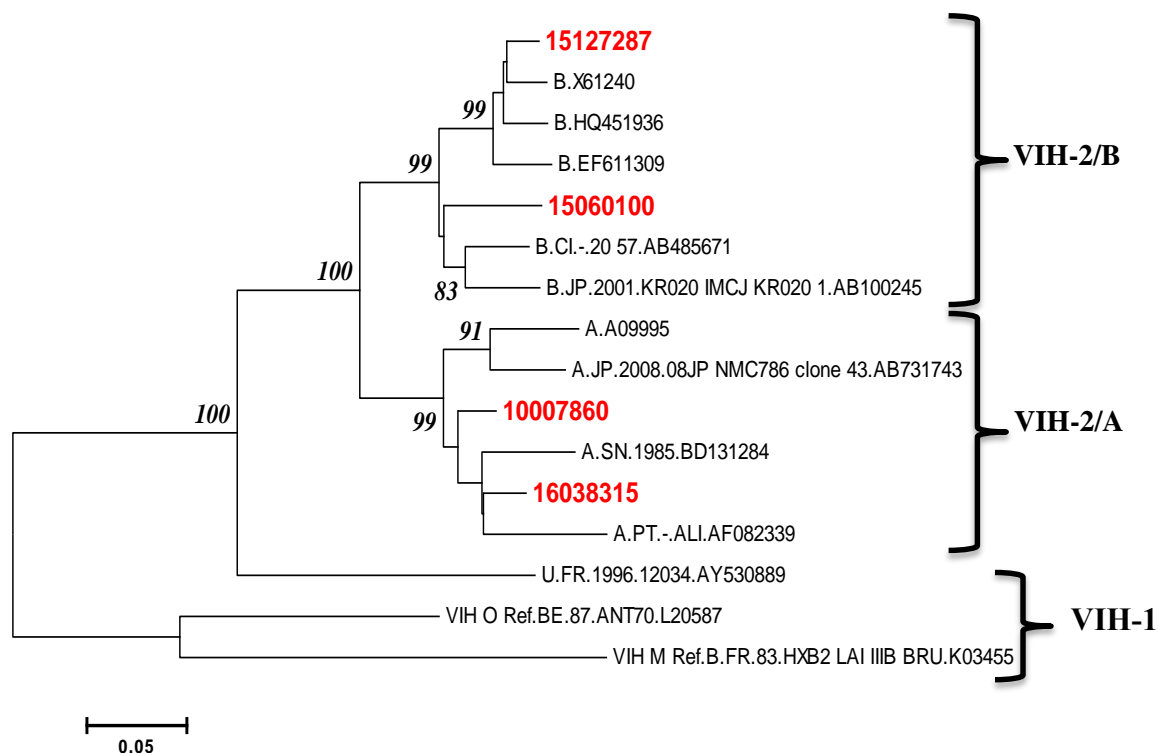 15127287
B.X61240
99
B.HQ451936
VIH-2/B
99
B.EF611309
15060100
B.CI.-.20 57.AB485671
100
83
B.JP.2001.KR020 IMCJ KR020 1.AB100245
91
A.A09995
A.JP.2008.08JP NMC786 clone 43.AB731743
100
99
10007860
VIH-2/A
A.SN.1985.BD131284
16038315
A.PT.-.ALI.AF082339
U.FR.1996.12034.AY530889
VIH O Ref.BE.87.ANT70.L20587
VIH-1
VIH M Ref.B.FR.83.HXB2 LAI IIIB BRU.K03455
0.05